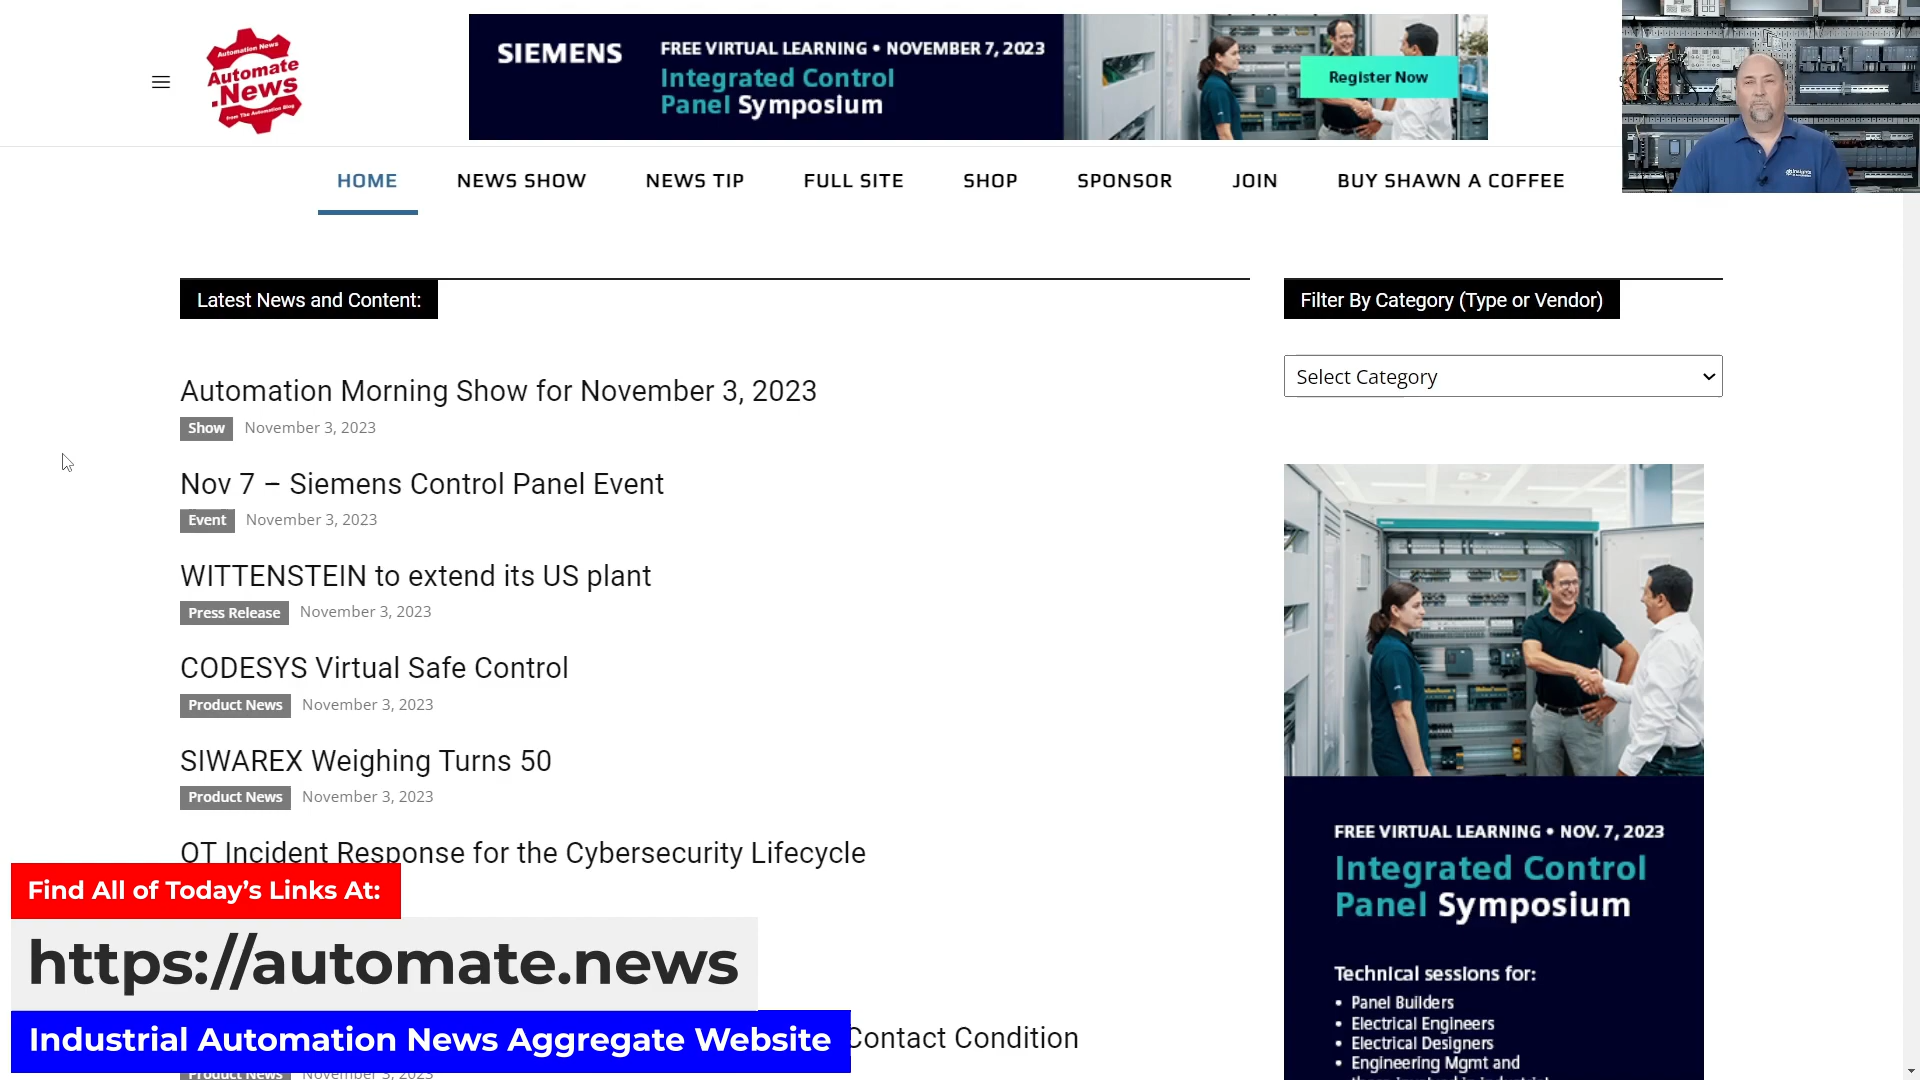 Automation News
Automate
.News
from The Automation Blog
SIEMENS
FREE VIRTUAL LEARNING • NOVEMBER 7, 2023
Integrated Control
Panel Symposium
Register Now
HOME
NEWS SHOW
NEWS TIP
FULL SITE
SHOP
SPONSOR
JOIN
BUY SHAWN A COFFEE
Latest News and Content:
Automation Morning Show for November 3, 2023
Show November 3, 2023
Nov 7 – Siemens Control Panel Event
Event November 3, 2023
WITTENSTEIN to extend its US plant
Press Release November 3, 2023
CODESYS Virtual Safe Control
Product News November 3, 2023
SIWAREX Weighing Turns 50
Product News November 3, 2023
OT Incident Response for the Cybersecurity Lifecycle
Find All of Today's Links At:
https://automate.news
Industrial Automation News Aggregate Website
Contact Condition
Product News November 3, 2023
Filter By Category (Type or Vendor)
Select Category
FREE VIRTUAL LEARNING • NOV. 7, 2023
Integrated Control
Panel Symposium
Technical sessions for:
• Panel Builders
• Electrical Engineers
• Electrical Designers
• Engineering Mgmt and